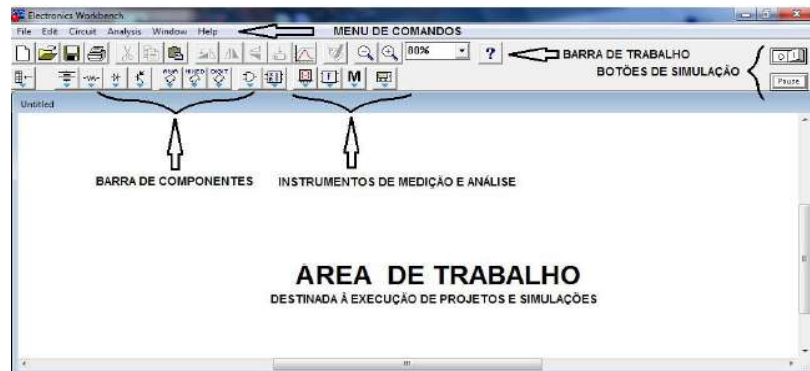 Electronics Workbench
File Edit Circuit Analysis Window Help
MENU DE COMANDOS
80%
?
BARRA DE TRABALHO
BOTÕES DE SIMULAÇÃO
Pause
M
Untitled
BARRA DE COMPONENTES
INSTRUMENTOS DE MEDIÇÃO E ANÁLISE
AREA DE TRABALHO
DESTINADA À EXECUÇÃO DE PROJETOS E SIMULAÇÕES